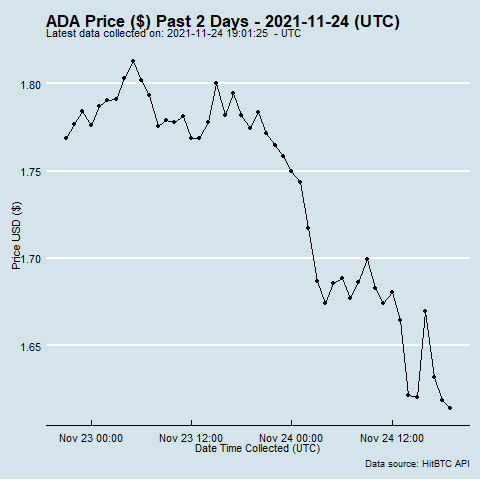 ADA Price ($) Past 2 Days - 2021-11-24 (UTC)
Latest data collected on: 2021-11-24 19:01:25 - UTC
1.80
1.75
1.70
1.65
Price USD ($)
Nov 23 00:00 Nov 23 12:00 Nov 24 00:00 Nov 24 12:00
Date Time Collected (UTC)
Data source: HitBTC API